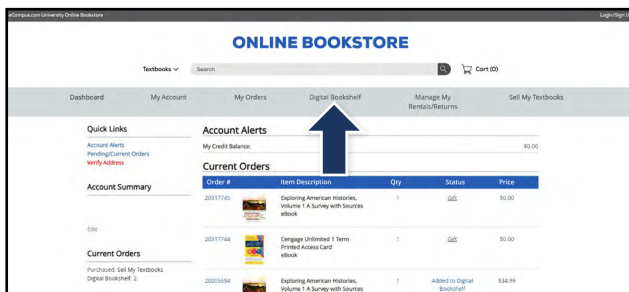 eCampus.com University Online Bookstore
Login/Sign U
ONLINE BOOKSTORE
Textbooks
Search
Cart (0)
Dashboard
My Account
My Orders
Digital Bookshelf
Manage My
Rentals/Returns
Sell My Textbooks
Quick Links
Account Alerts
Pending/Current Orders
Verify Address
Account Summary
Edit
Current Orders
Purchased: Sell My Textbooks
Digital Bookshelf: 2
Account Alerts
My Credit Balance: $0.00
Current Orders
Order # Item Description Qty Status Price
20317745 Exploring American Histories, 1 Gift $0.00
Volume 1 A Survey with Sources
eBook
20317744 Cengage Unlimited 1 Term 1 Gift $0.00
Printed Access Card
eBook
20205594 Exploring American Histories, 1 Added to Digital $34.99
Volume 1 A Survey with Sources Bookshelf